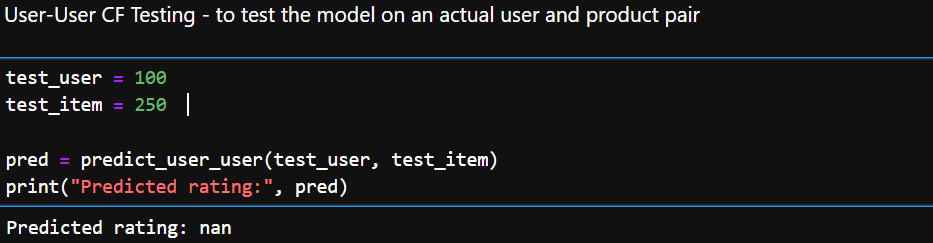 User-User CF Testing - to test the model on an actual user and product pair
test_user = 100
test_item = 250
pred = predict_user_user(test_user, test_item)
print("Predicted rating:", pred)
Predicted rating: nan